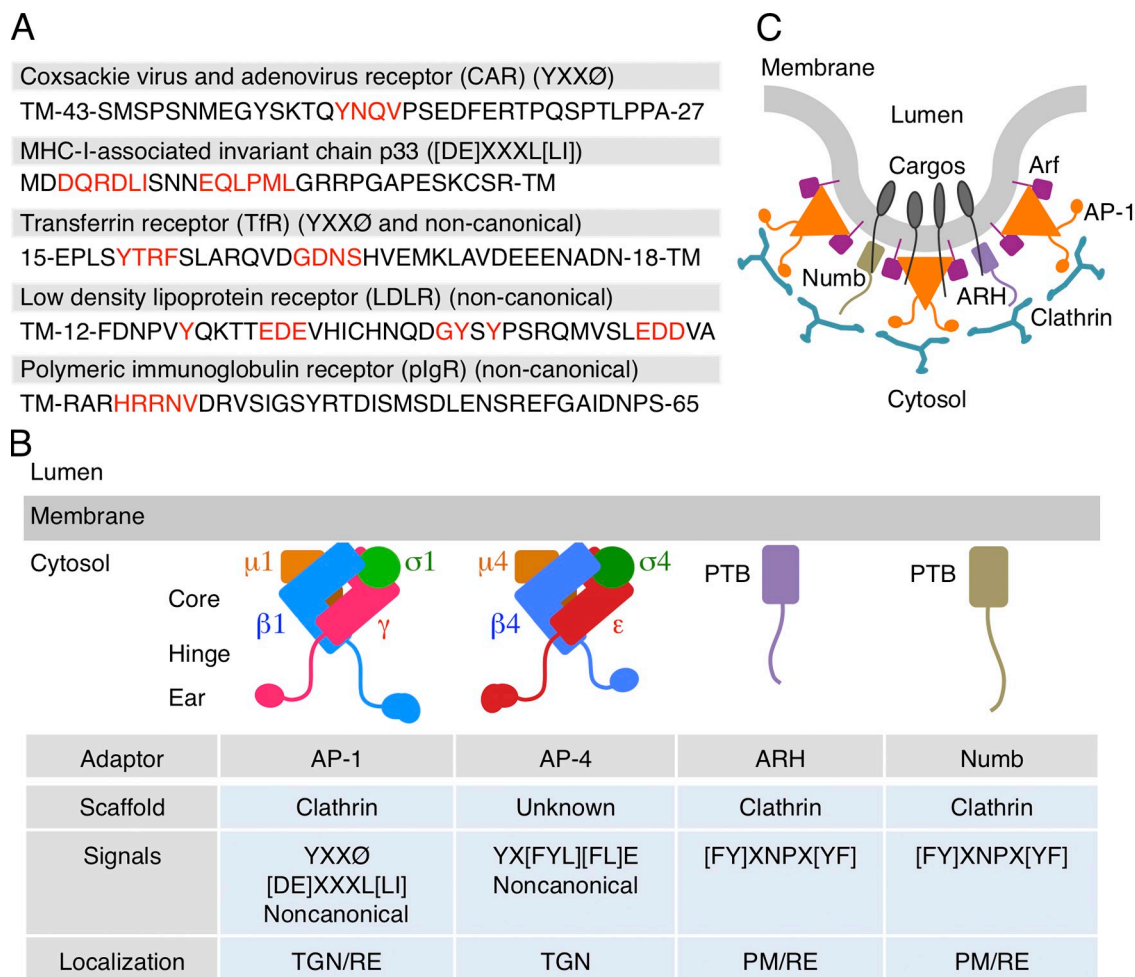 A
Coxsackie virus and adenovirus receptor (CAR) (YXXØ)
TM-43-SMSPSNMEGYSKTQYNQVPSEDFERTPQSPTLPPA-27
MHC-I-associated invariant chain p33 ([DE]XXXL[LI])
MDDQRDLISNNEQLPMLGRRPGAPESKCSR-TM
Transferrin receptor (TfR) (YXXØ and non-canonical)
15-EPLSYTRFSLARQVDGDNSHVEMKLAVDEEENADN-18-TM
Low density lipoprotein receptor (LDLR) (non-canonical)
TM-12-FDNPVYQKTTEDEVHICHNQDGYSYPSRQMVSLEDDVA
Polymeric immunoglobulin receptor (pIgR) (non-canonical)
TM-RARHRRNVDRVSIGSYRTDISMSDLENSREFGAIDNPS-65
C
Membrane
Lumen
Cargos
Arf
AP-1
Numb
ARH
Clathrin
Cytosol
B
Lumen
Membrane
Cytosol
μ1 σ1 μ4 σ4 PTB PTB
Core
β1 γ β4 ε
Hinge
Ear
Adaptor AP-1 AP-4 ARH Numb
Scaffold Clathrin Unknown Clathrin Clathrin
Signals YXXØ YX[FYL][FL]E [FY]XNPX[YF] [FY]XNPX[YF]
[DE]XXXL[LI] Noncanonical
Noncanonical
Localization TGN/RE TGN PM/RE PM/RE